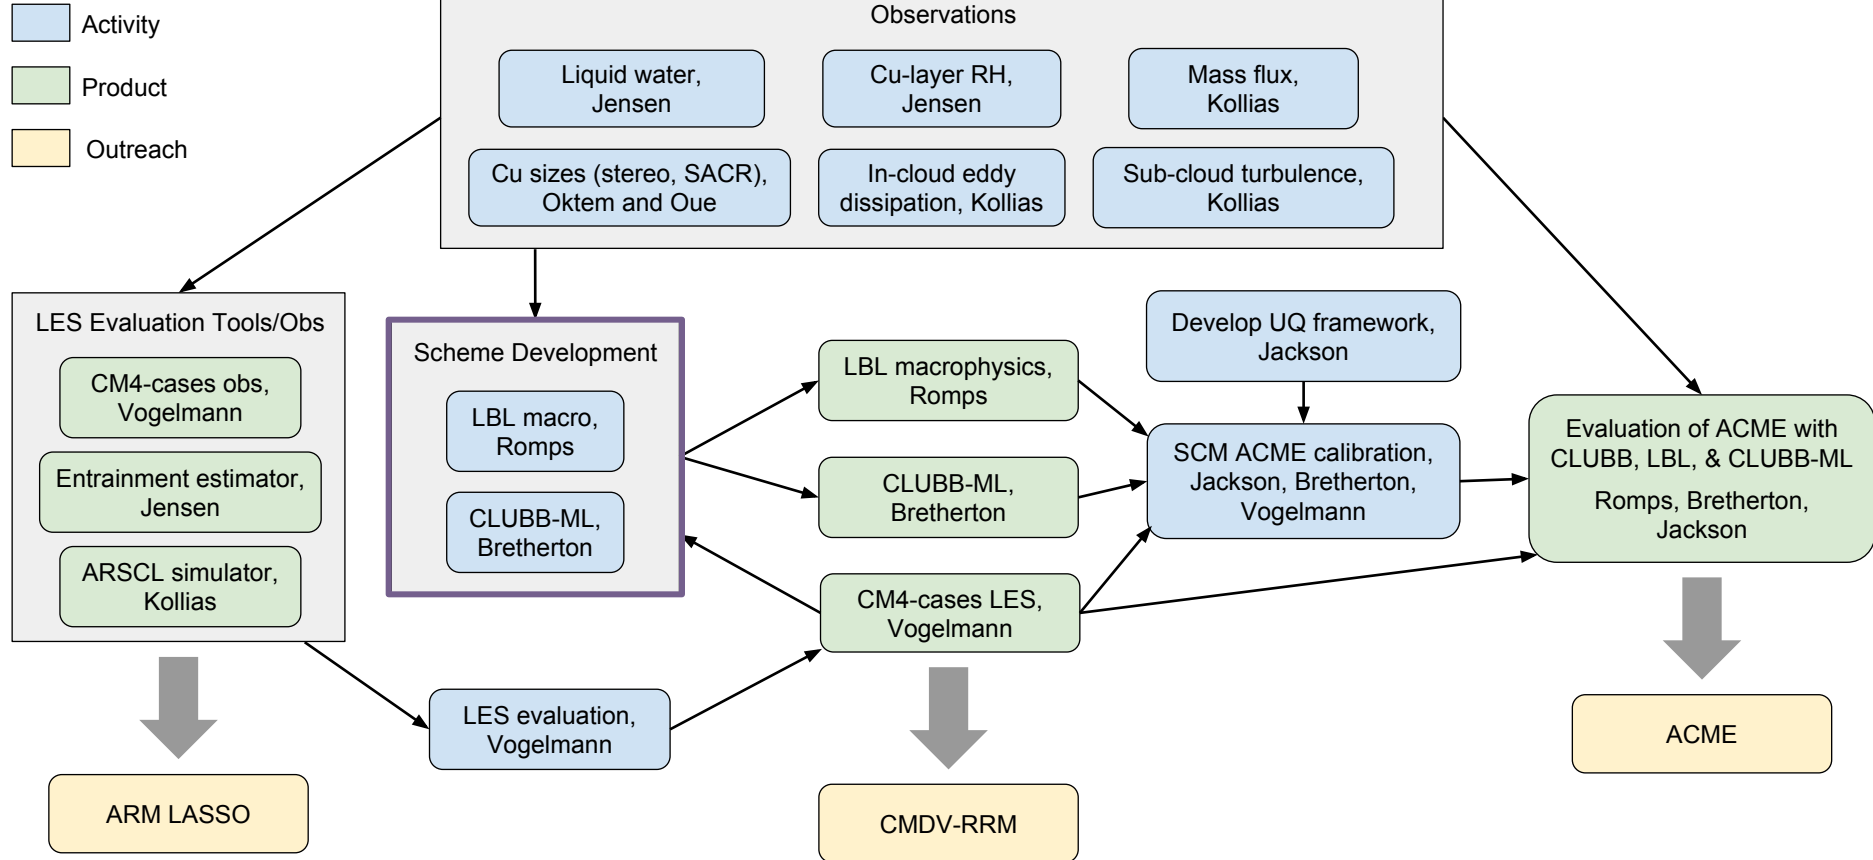 Activity
Product
Outreach
Observations
Liquid water,
Jensen
Cu-layer RH,
Jensen
Mass flux,
Kollias
Cu sizes (stereo, SACR),
Oktem and Oue
In-cloud eddy
dissipation, Kollias
Sub-cloud turbulence,
Kollias
LES Evaluation Tools/Obs
CM4-cases obs,
Vogelmann
Entrainment estimator,
Jensen
ARSCL simulator,
Kollias
Scheme Development
LBL macro,
Romps
CLUBB-ML,
Bretherton
LBL macrophysics,
Romps
CLUBB-ML,
Bretherton
CM4-cases LES,
Vogelmann
Develop UQ framework,
Jackson
SCM ACME calibration,
Jackson, Bretherton,
Vogelmann
Evaluation of ACME with
CLUBB, LBL, & CLUBB-ML
Romps, Bretherton,
Jackson
LES evaluation,
Vogelmann
ARM LASSO
CMDV-RRM
ACME